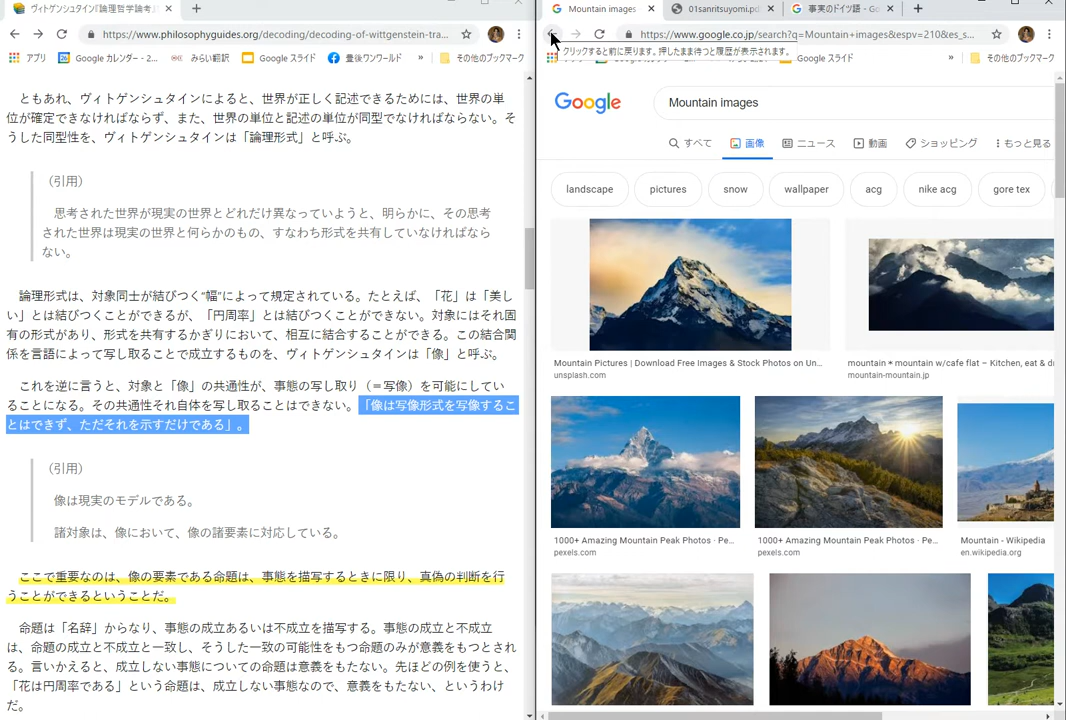 ヴィトゲンシュタイン『論理哲学論考』
https://www.philosophyguides.org/decoding/decoding-of-wittgenstein-tra...
アプリ
Google カレンダー - 2...
みらい翻訳
Google スライド
豊後ワンワールド
»
その他のブックマーク
ともあれ、ヴィトゲンシュタインによると、世界が正しく記述できるためには、世界の単
位が確定できなければならず、また、世界の単位と記述の単位が同型でなければならない。そ
うした同型性を、ヴィトゲンシュタインは「論理形式」と呼ぶ。
（引用）
思考された世界が現実の世界とどれだけ異なっていようと、明らかに、その思考
された世界は現実の世界と何らかのもの、すなわち形式を共有していなければなら
ない。
論理形式は、対象同士が結びつく“幅”によって規定されている。たとえば、「花」は「美し
い」とは結びつくことができるが、「円周率」とは結びつくことができない。対象にはそれ固
有の形式があり、形式を共有するかぎりにおいて、相互に結合することができる。この結合関
係を言語によって写し取ることで成立するものを、ヴィトゲンシュタインは「像」と呼ぶ。
これを逆に言うと、対象と「像」の共通性が、事態の写し取り（＝写像）を可能にしてい
ることになる。その共通性それ自体を写し取ることはできない。「像は写像形式を写像するこ
とはできず、ただそれを示すだけである」。
（引用）
像は現実のモデルである。
諸対象は、像において、像の諸要素に対応している。
ここで重要なのは、像の要素である命題は、事態を描写するときに限り、真偽の判断を行
うことができるということだ。
命題は「名辞」からなり、事態の成立あるいは不成立を描写する。事態の成立と不成立
は、命題の成立と不成立と一致し、そうした一致の可能性をもつ命題のみが意義をもつとされ
る。言いかえると、成立しない事態についての命題は意義をもたない。先ほどの例を使うと、
「花は円周率である」という命題は、成立しない事態なので、意義をもたない、というわけ
だ。
Mountain images
01sanritsuyomi.pdf
事実のドイツ語 - Go
https://www.google.co.jp/search?q=Mountain+images&espv=210&es_s...
クリックすると前に戻ります。押したまま待つと履歴が表示されます。
Google スライド
»
その他のブックマーク
Google
Mountain images
すべて
画像
ニュース
動画
ショッピング
もっと見る
landscape
pictures
snow
wallpaper
acg
nike acg
gore tex
Mountain Pictures | Download Free Images & Stock Photos on Un...
unsplash.com
mountain＊mountain w/cafe flat – Kitchen, eat & d
mountain-mountain.jp
1000+ Amazing Mountain Peak Photos · Pe...
pexels.com
1000+ Amazing Mountain Peak Photos · Pe...
pexels.com
Mountain - Wikipedia
en.wikipedia.org